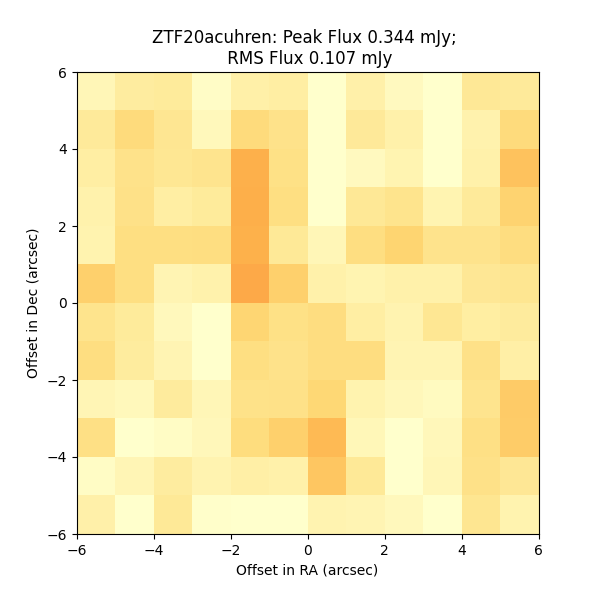 ZTF20acuhren: Peak Flux 0.344 mJy;
RMS Flux 0.107 mJy
6
4
2
0
−2
−4
−6
Offset in Dec (arcsec)
−6 −4 −2 0 2 4 6
Offset in RA (arcsec)